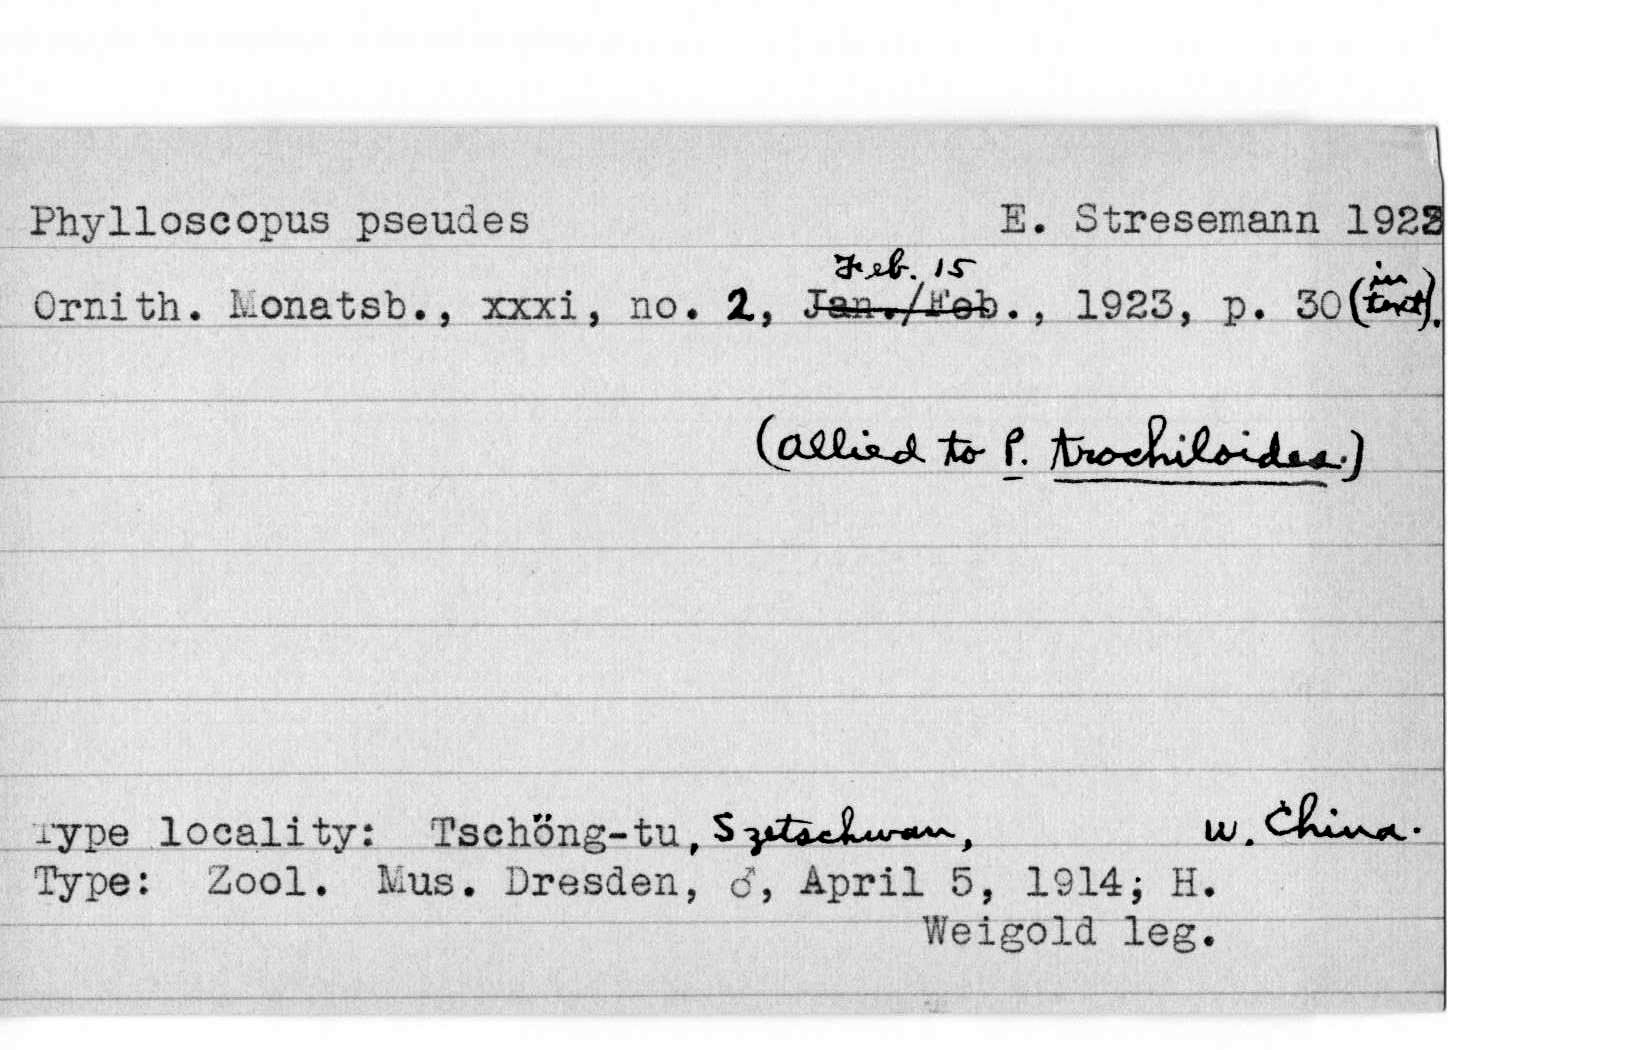 Phylloscopus pseudes E. Stresemann 1923
Feb. 15
Ornith. Monatsb., xxxi, no. 2, Jan./Feb., 1923, p. 30 (in text).
(allied to P. trochiloides.)
Type locality: Tschöng-tu, Szetschwan, W. China.
Type: Zool. Mus. Dresden, ♂, April 5, 1914; H.
Weigold leg.